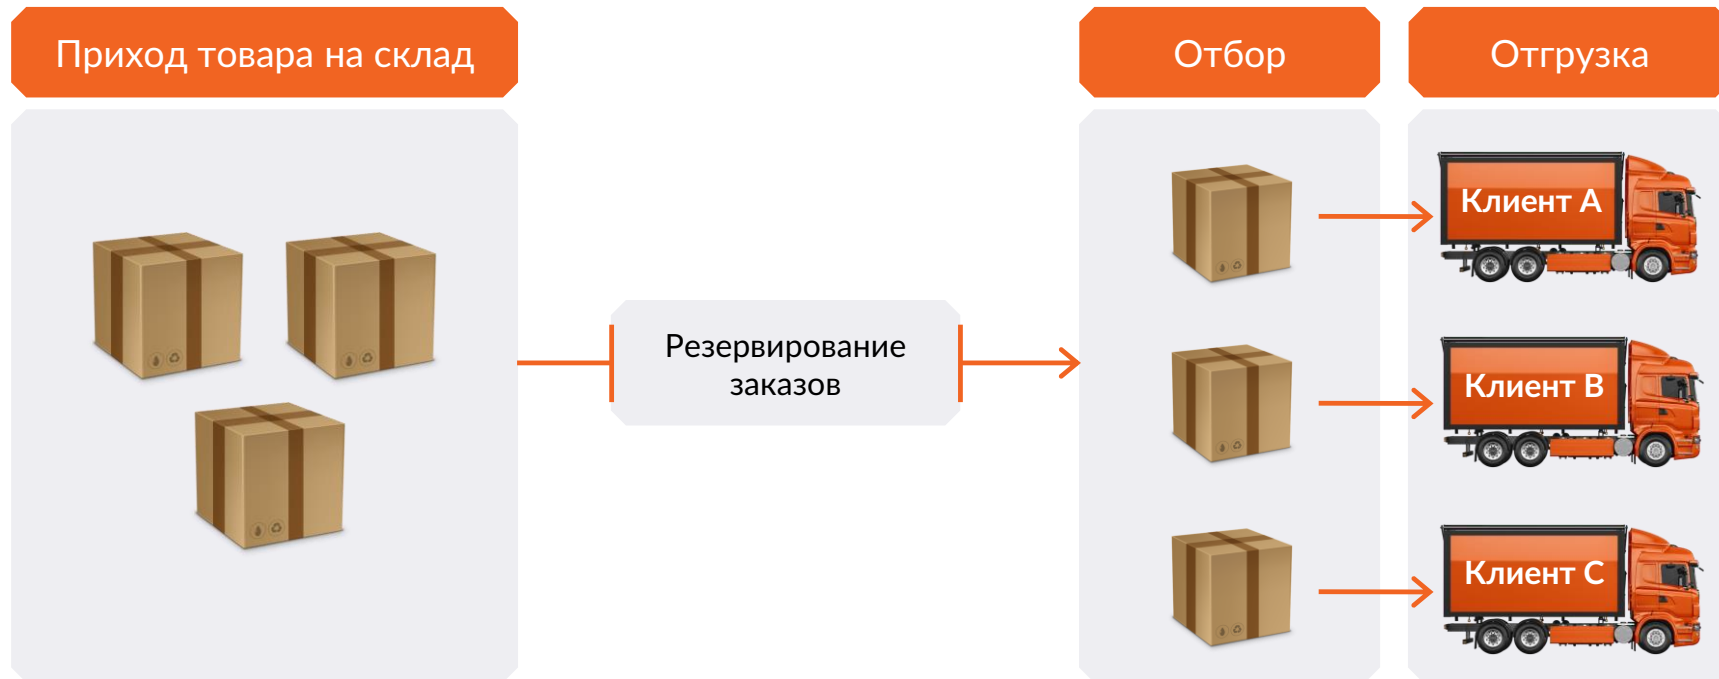 Приход товара на склад
Отбор
Отгрузка
Клиент А
Резервирование
заказов
Клиент В
Клиент С